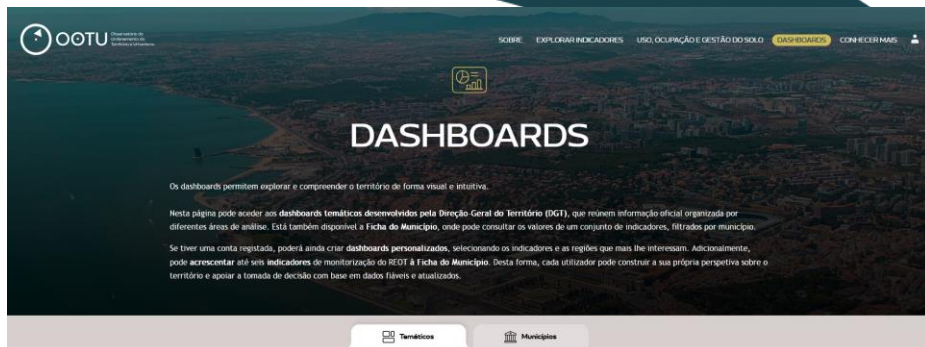 OOTU
Observatório do
Ordenamento do
Território e Urbanismo
SOBRE EXPLORAR INDICADORES USO, OCUPAÇÃO E GESTÃO DO SOLO DASHBOARDS CONHECER MAIS
DASHBOARDS
Os dashboards permitem explorar e compreender o território de forma visual e intuitiva.
Nesta página pode aceder aos dashboards temáticos desenvolvidos pela Direção-Geral do Território (DGT), que reúnem informação oficial organizada por
diferentes áreas de análise. Está também disponível a Ficha do Município, onde pode consultar os valores de um conjunto de indicadores, filtrados por município.
Se tiver uma conta registada, poderá ainda criar dashboards personalizados, selecionando os indicadores e as regiões que mais lhe interessam. Adicionalmente,
pode acrescentar até seis indicadores de monitorização do REOT à Ficha do Município. Desta forma, cada utilizador pode construir a sua própria perspetiva sobre o
território e apoiar a tomada de decisão com base em dados fiáveis e atualizados.
Temáticos Municípios